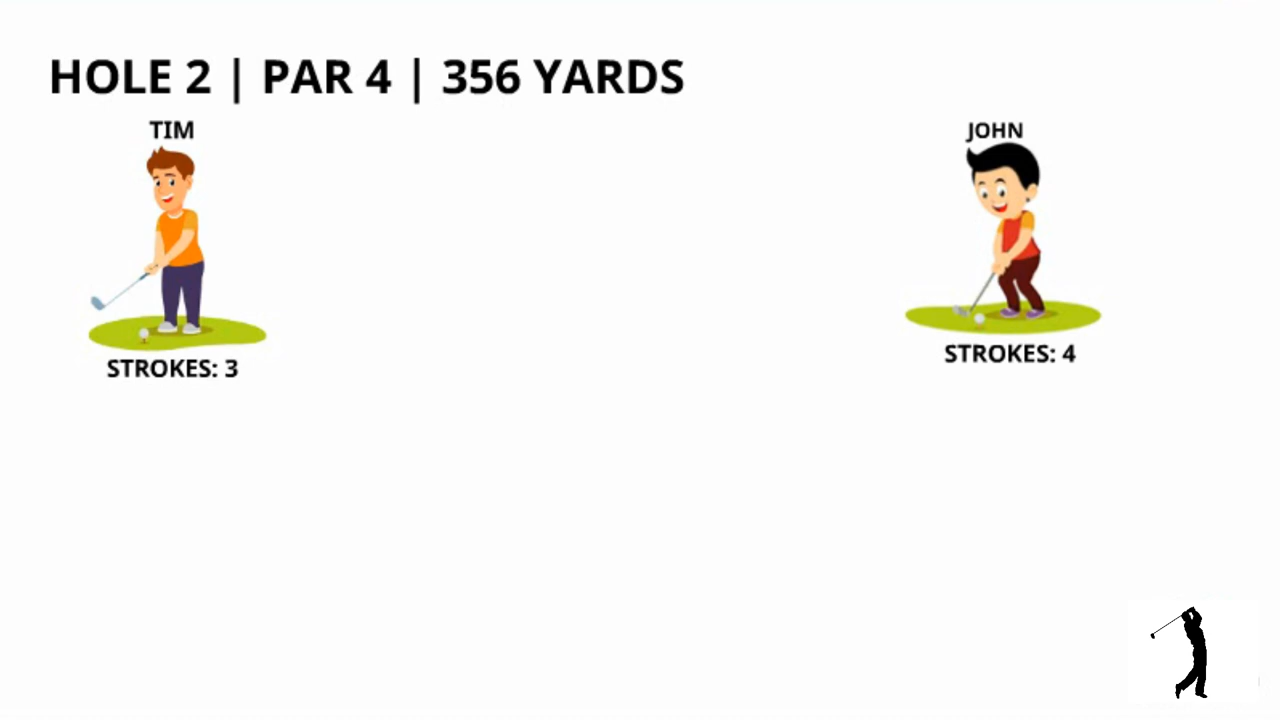 HOLE 2 | PAR 4 | 356 YARDS
TIM
JOHN
STROKES: 3
STROKES: 4